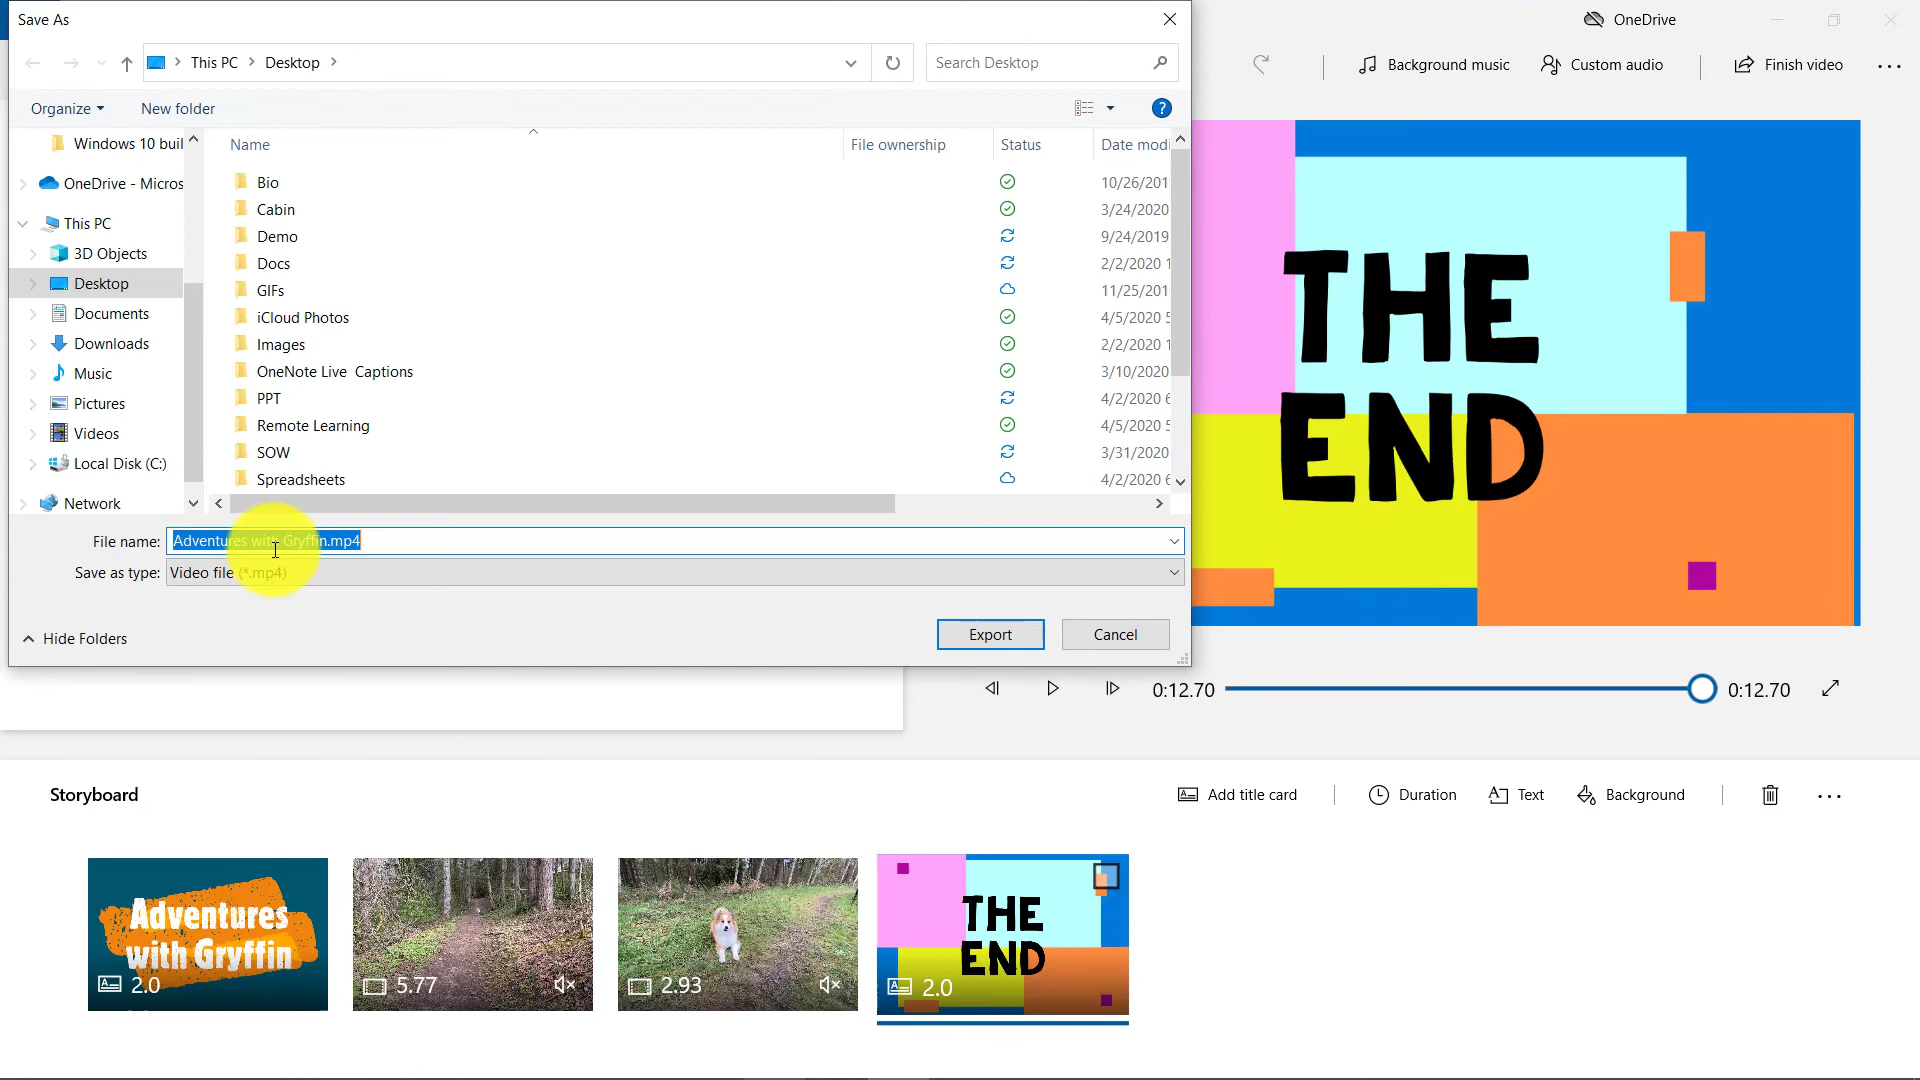 Save As
OneDrive
This PC
Desktop
Search Desktop
Background music
Custom audio
Finish video
Organize
New folder
Windows 10 buil
OneDrive - Micros
This PC
3D Objects
Desktop
Documents
Downloads
Music
Pictures
Videos
Local Disk (C:)
Network
Name File ownership Status Date modi
Bio 10/26/201
Cabin 3/24/2020
Demo 9/24/2019
Docs 2/2/2020 1
GIFs 11/25/201
iCloud Photos 4/5/2020 5
Images 2/2/2020 1
OneNote Live Captions 3/10/2020
PPT 4/2/2020 6
Remote Learning 4/5/2020 5
SOW 3/31/2020
Spreadsheets 4/2/2020 6
File name: Adventures with Gryffin.mp4
Save as type: Video file (*.mp4)
Hide Folders
Export
Cancel
THE
END
0:12.70
0:12.70
Storyboard
Add title card
Duration
Text
Background
Adventures
with Gryffin
2.0
5.77
2.93
THE
END
2.0